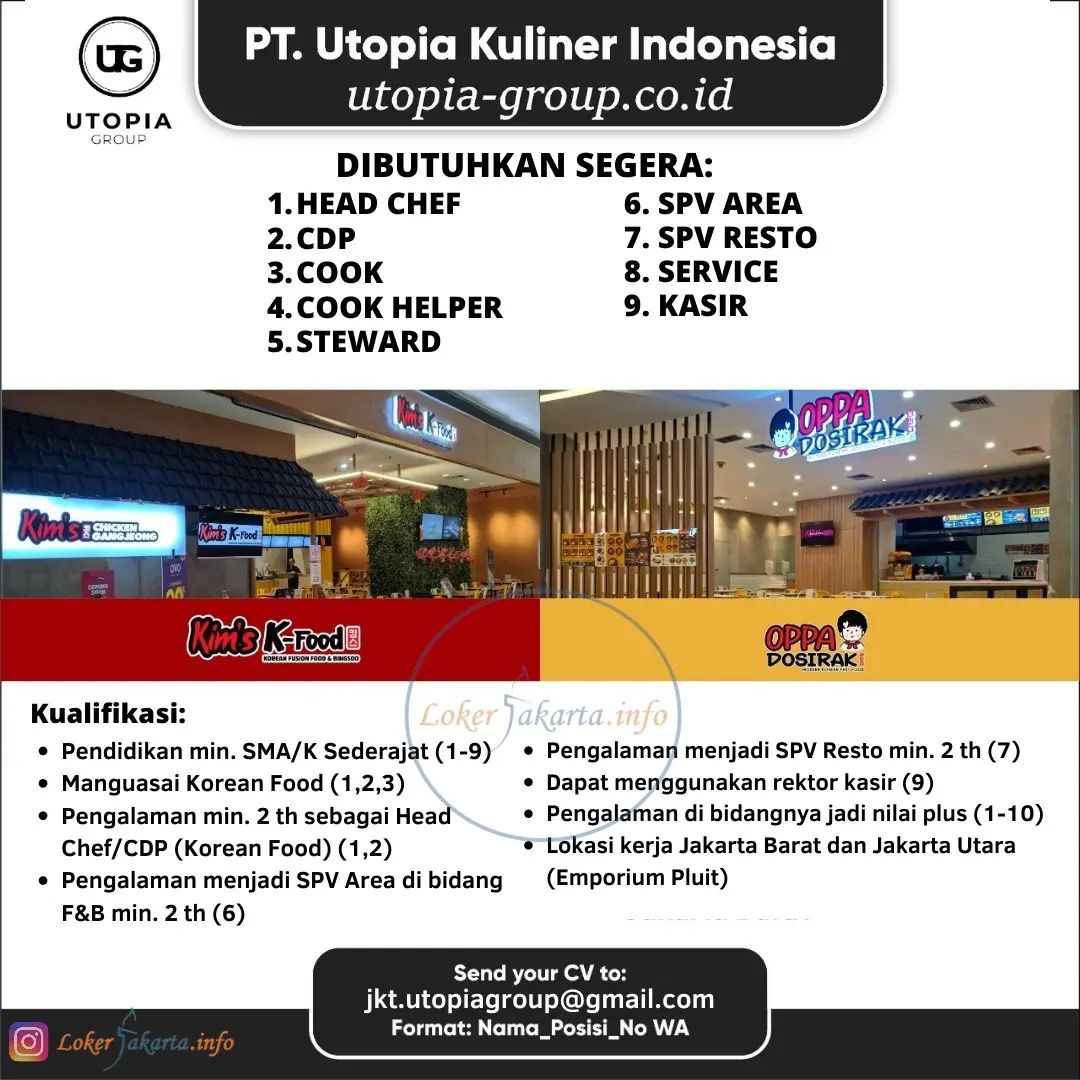 UG
UTOPIA
GROUP
PT. Utopia Kuliner Indonesia
utopia-group.co.id
DIBUTUHKAN SEGERA:
1. HEAD CHEF
2. CDP
3. COOK
4. COOK HELPER
5. STEWARD
6. SPV AREA
7. SPV RESTO
8. SERVICE
9. KASIR
Kim's K-Food
Kim's CHICKEN
GANGJEONG
Kim's K-Food
OVO
OPPA
DOSIRAK
Kim's K-FOOD 킴스
KOREAN FUSION FOOD & BINGSOO
OPPA
DOSIRAK
MODERN KOREAN FAST FOOD
Loker Jakarta.info
Kualifikasi:
• Pendidikan min. SMA/K Sederajat (1-9)
• Manguasai Korean Food (1,2,3)
• Pengalaman min. 2 th sebagai Head
Chef/CDP (Korean Food) (1,2)
• Pengalaman menjadi SPV Area di bidang
F&B min. 2 th (6)
• Pengalaman menjadi SPV Resto min. 2 th (7)
• Dapat menggunakan rektor kasir (9)
• Pengalaman di bidangnya jadi nilai plus (1-10)
• Lokasi kerja Jakarta Barat dan Jakarta Utara
(Emporium Pluit)
Send your CV to:
jkt.utopiagroup@gmail.com
Format: Nama_Posisi_No WA
Loker Jakarta.info